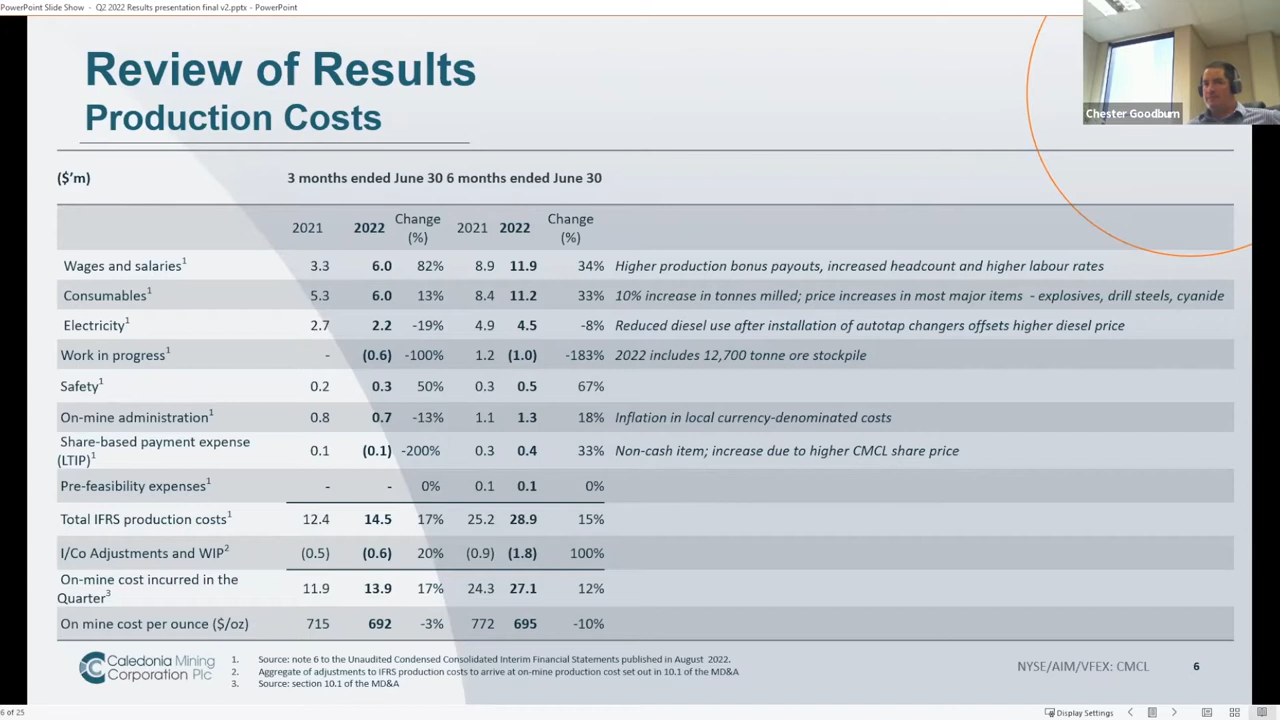 PowerPoint Slide Show - Q2 2022 Results presentation final v2.pptx - PowerPoint
Review of Results
Production Costs
Chester Goodburn
($'m) 3 months ended June 30 6 months ended June 30
2021 2022 Change (%) 2021 2022 Change (%)
Wages and salaries1 3.3 6.0 82% 8.9 11.9 34% Higher production bonus payouts, increased headcount and higher labour rates
Consumables1 5.3 6.0 13% 8.4 11.2 33% 10% increase in tonnes milled; price increases in most major items - explosives, drill steels, cyanide
Electricity1 2.7 2.2 -19% 4.9 4.5 -8% Reduced diesel use after installation of autotap changers offsets higher diesel price
Work in progress1 - (0.6) -100% 1.2 (1.0) -183% 2022 includes 12,700 tonne ore stockpile
Safety1 0.2 0.3 50% 0.3 0.5 67%
On-mine administration1 0.8 0.7 -13% 1.1 1.3 18% Inflation in local currency-denominated costs
Share-based payment expense
(LTIP)1 0.1 (0.1) -200% 0.3 0.4 33% Non-cash item; increase due to higher CMCL share price
Pre-feasibility expenses1 - - 0% 0.1 0.1 0%
Total IFRS production costs1 12.4 14.5 17% 25.2 28.9 15%
I/Co Adjustments and WIP2 (0.5) (0.6) 20% (0.9) (1.8) 100%
On-mine cost incurred in the
Quarter3 11.9 13.9 17% 24.3 27.1 12%
On mine cost per ounce ($/oz) 715 692 -3% 772 695 -10%
Caledonia Mining
Corporation Plc
1. Source: note 6 to the Unaudited Condensed Consolidated Interim Financial Statements published in August 2022.
2. Aggregate of adjustments to IFRS production costs to arrive at on-mine production cost set out in 10.1 of the MD&A
3. Source: section 10.1 of the MD&A
NYSE/AIM/VFEX: CMCL 6
6 of 25
Display Settings